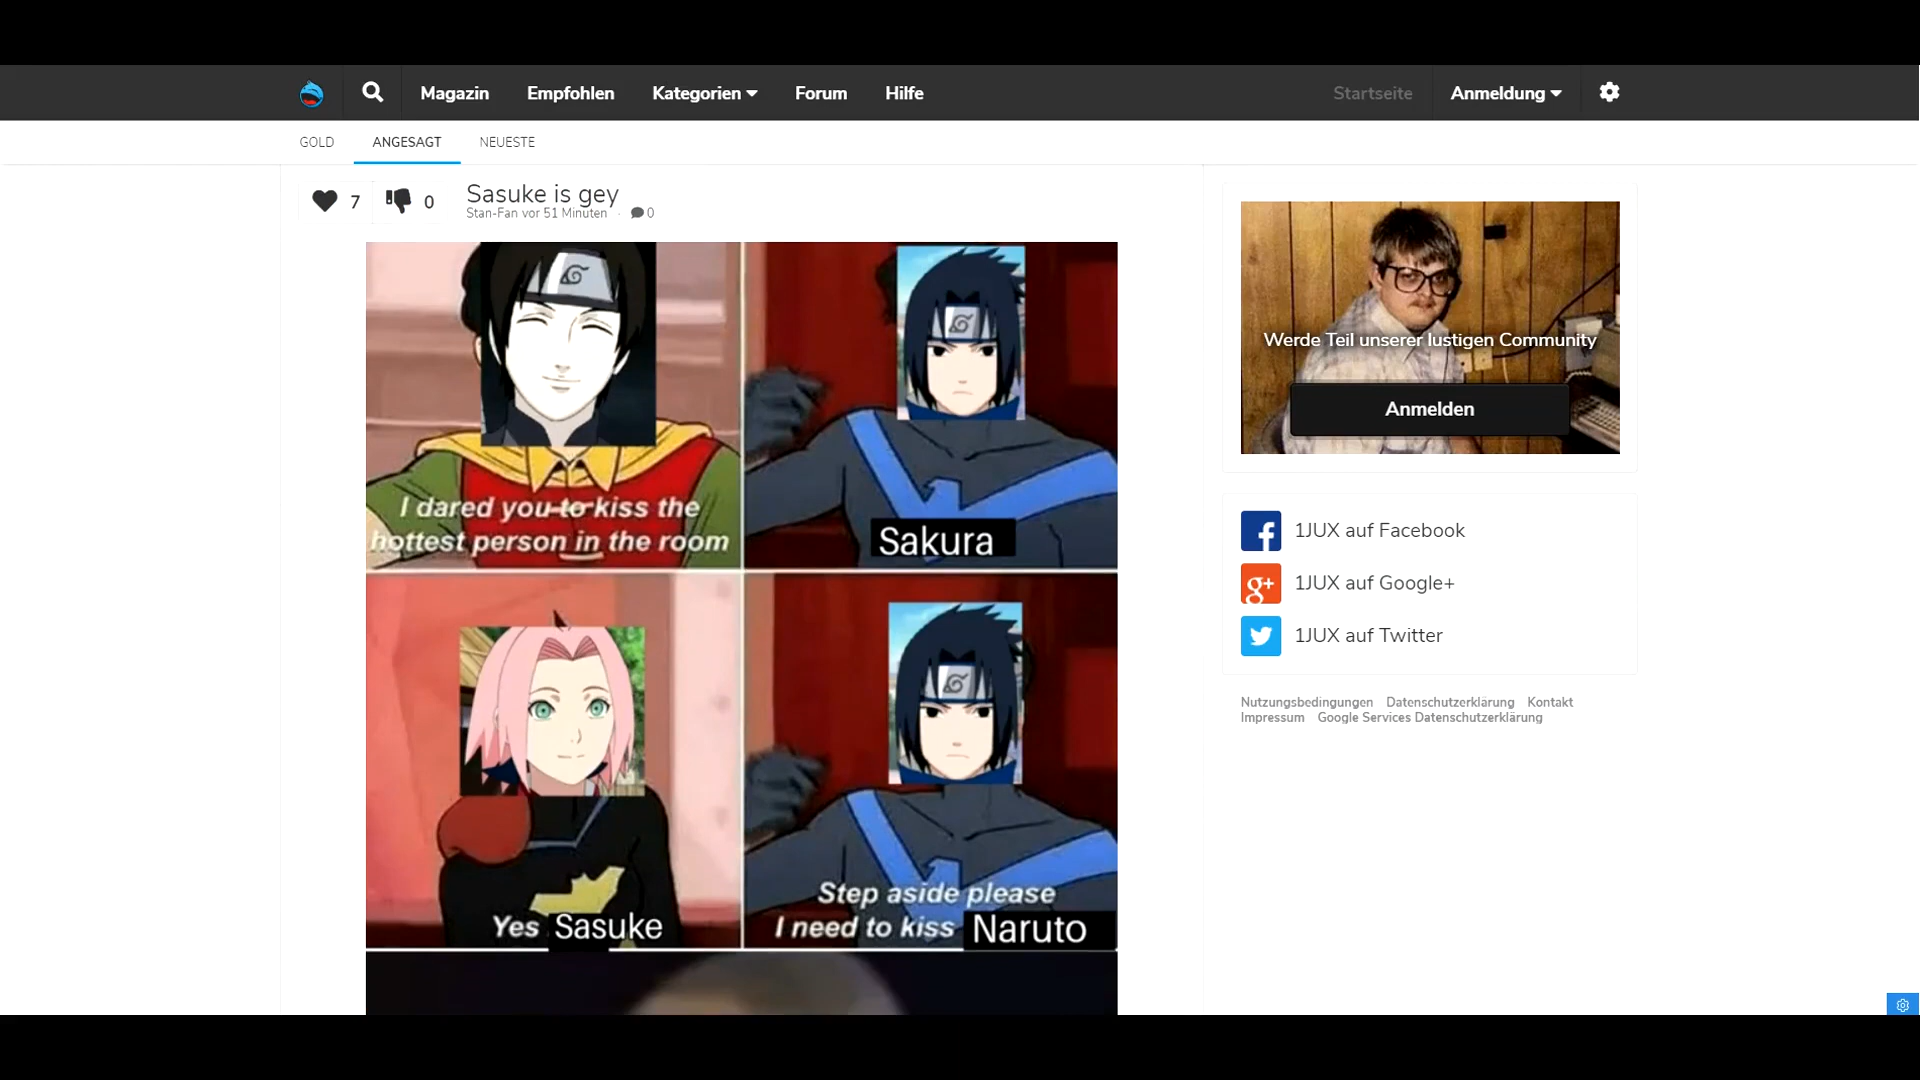 Magazin Empfohlen Kategorien Forum Hilfe Startseite Anmeldung
GOLD ANGESAGT NEUESTE
7 0 Sasuke is gey
Stan-Fan vor 51 Minuten · 0
I dared you to kiss the
hottest person in the room
Sakura
Yes Sasuke
Step aside please
I need to kiss Naruto
Werde Teil unserer lustigen Community
Anmelden
1JUX auf Facebook
1JUX auf Google+
1JUX auf Twitter
Nutzungsbedingungen Datenschutzerklärung Kontakt
Impressum Google Services Datenschutzerklärung